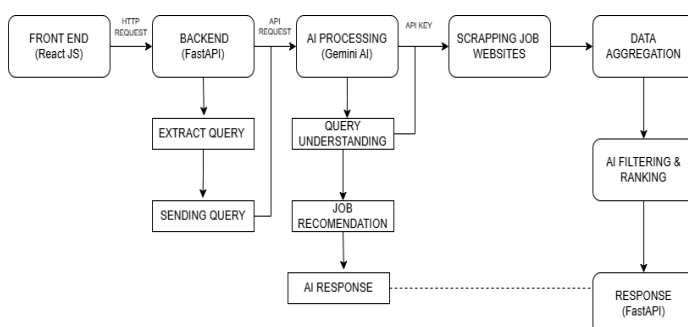 HTTP
REQUEST
API
REQUEST
API KEY
FRONT END
(React JS)
BACKEND
(FastAPI)
AI PROCESSING
(Gemini AI)
SCRAPPING JOB
WEBSITES
DATA
AGGREGATION
EXTRACT QUERY
QUERY
UNDERSTANDING
AI FILTERING &
RANKING
SENDING QUERY
JOB
RECOMENDATION
AI RESPONSE
RESPONSE
(FastAPI)